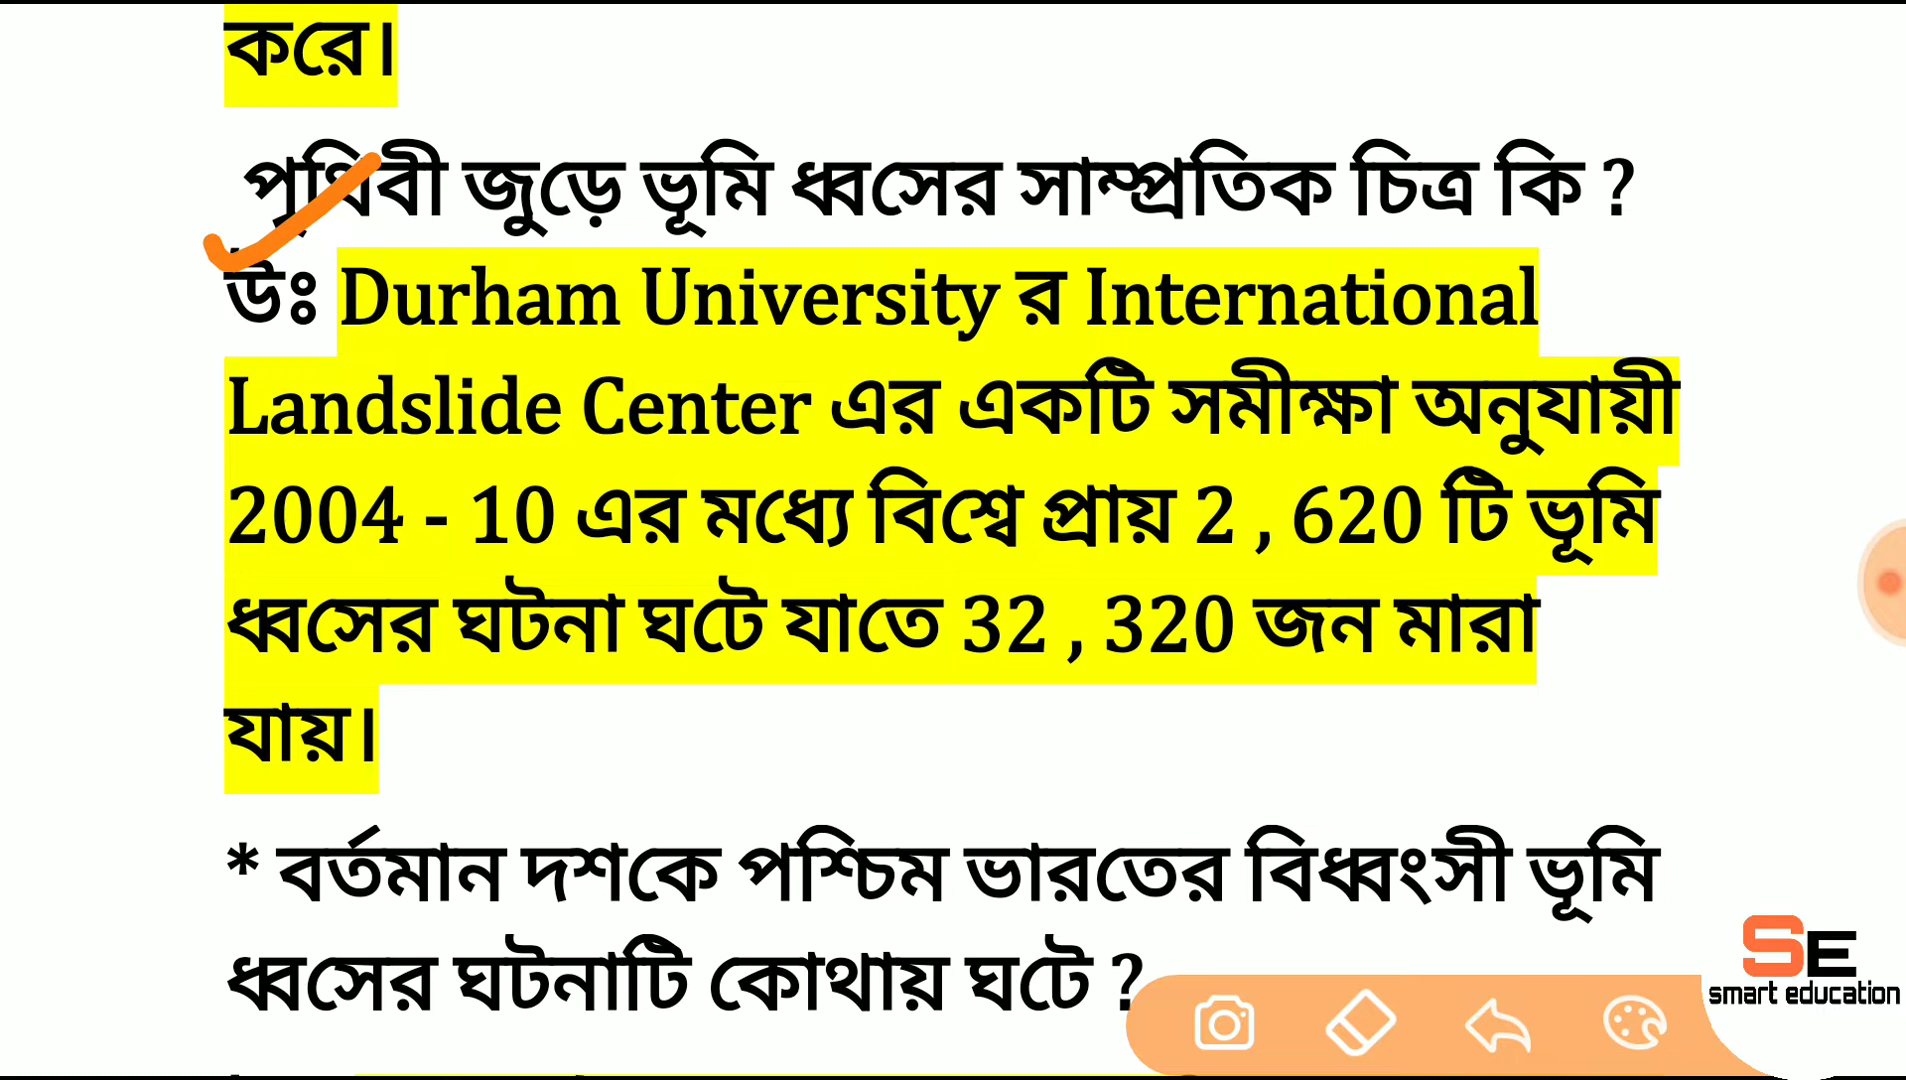 করে।
পৃথিবী জুড়ে ভূমি ধ্বসের সাম্প্রতিক চিত্র কি ?
উঃ Durham University র International
Landslide Center এর একটি সমীক্ষা অনুযায়ী
2004 - 10 এর মধ্যে বিশ্বে প্রায় 2 , 620 টি ভূমি
ধ্বসের ঘটনা ঘটে যাতে 32 , 320 জন মারা
যায়।
* বর্তমান দশকে পশ্চিম ভারতের বিধ্বংসী ভূমি
ধ্বসের ঘটনাটি কোথায় ঘটে ?
SE
smart education